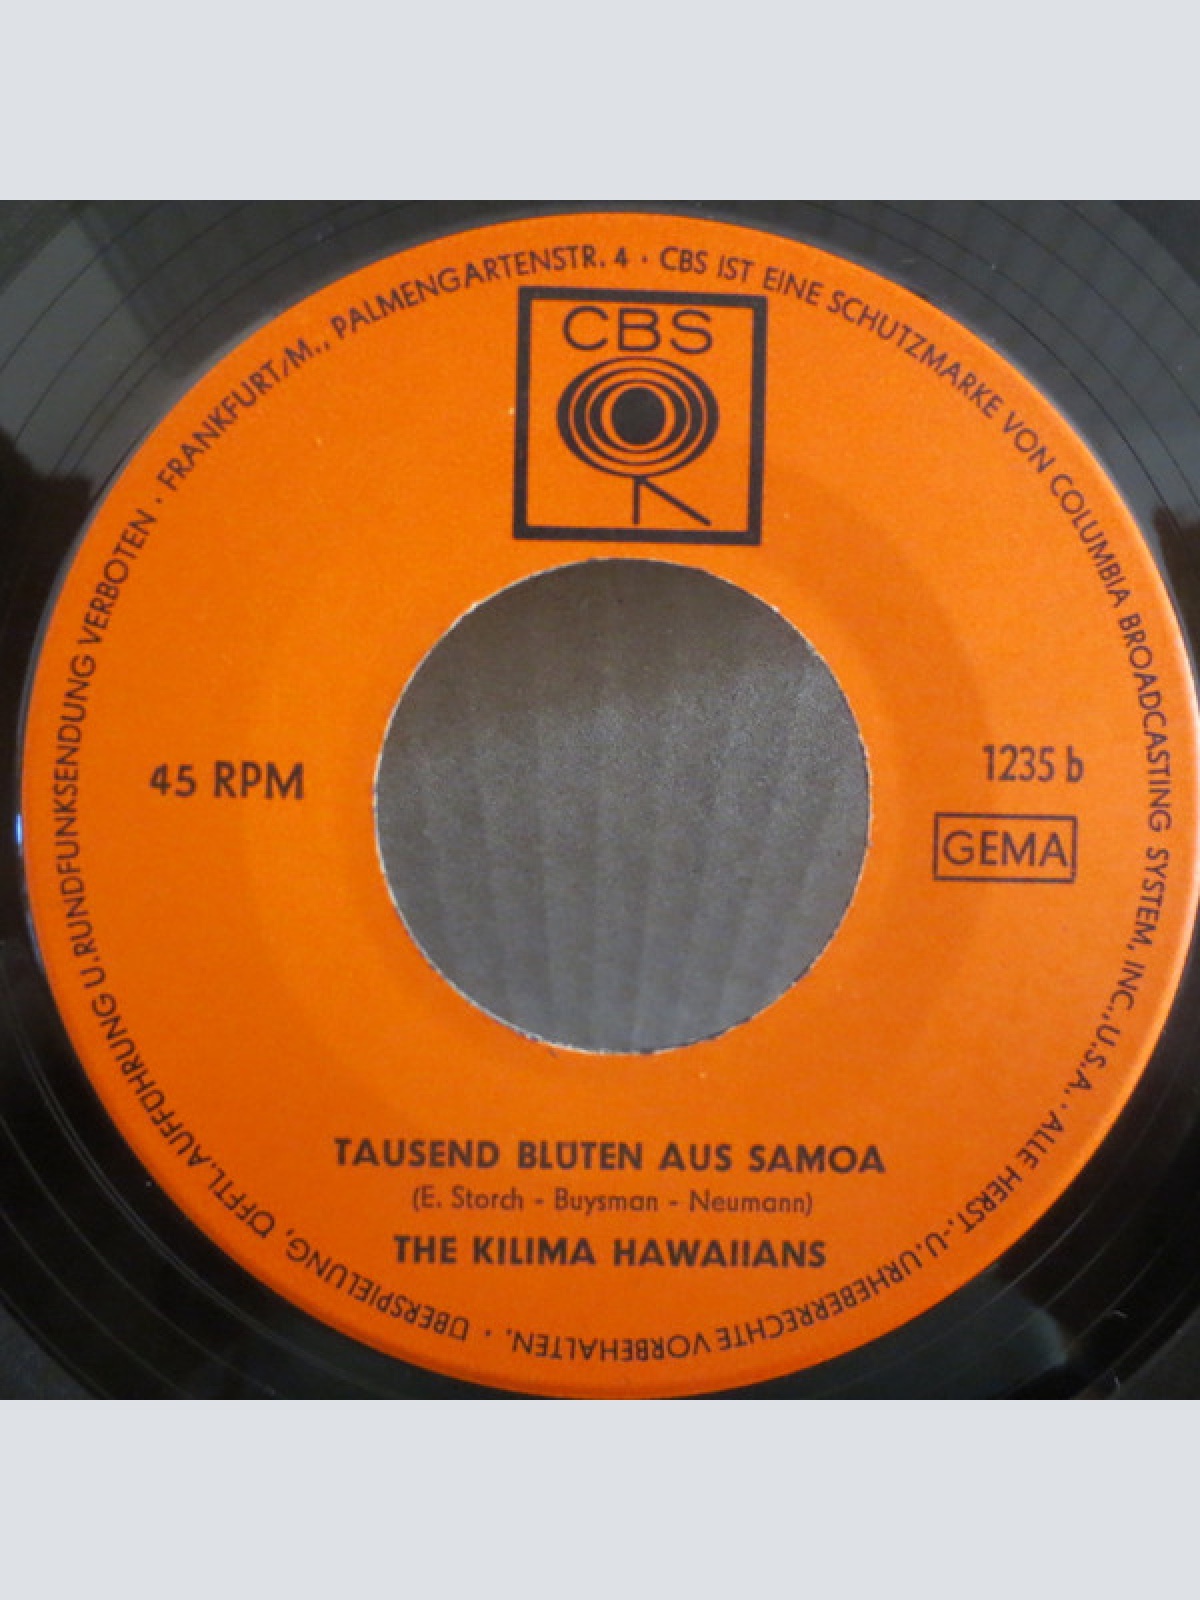 FRANKFURT/M., PALMENGARTENSTR. 4 · CBS IST EINE SCHUTZMARKE VON COLUMBIA BROADCASTING SYSTEM, INC., U.S.A. · ALLE HERST.-U. URHEBERRECHTE VORBEHALTEN. · ÜBERSPIELUNG, ÖFFTL. AUFFÜHRUNG U. RUNDFUNKSENDUNG VERBOTEN ·
CBS
45 RPM
1235 b
GEMA
TAUSEND BLÜTEN AUS SAMOA
(E. Storch - Buysman - Neumann)
THE KILIMA HAWAIIANS